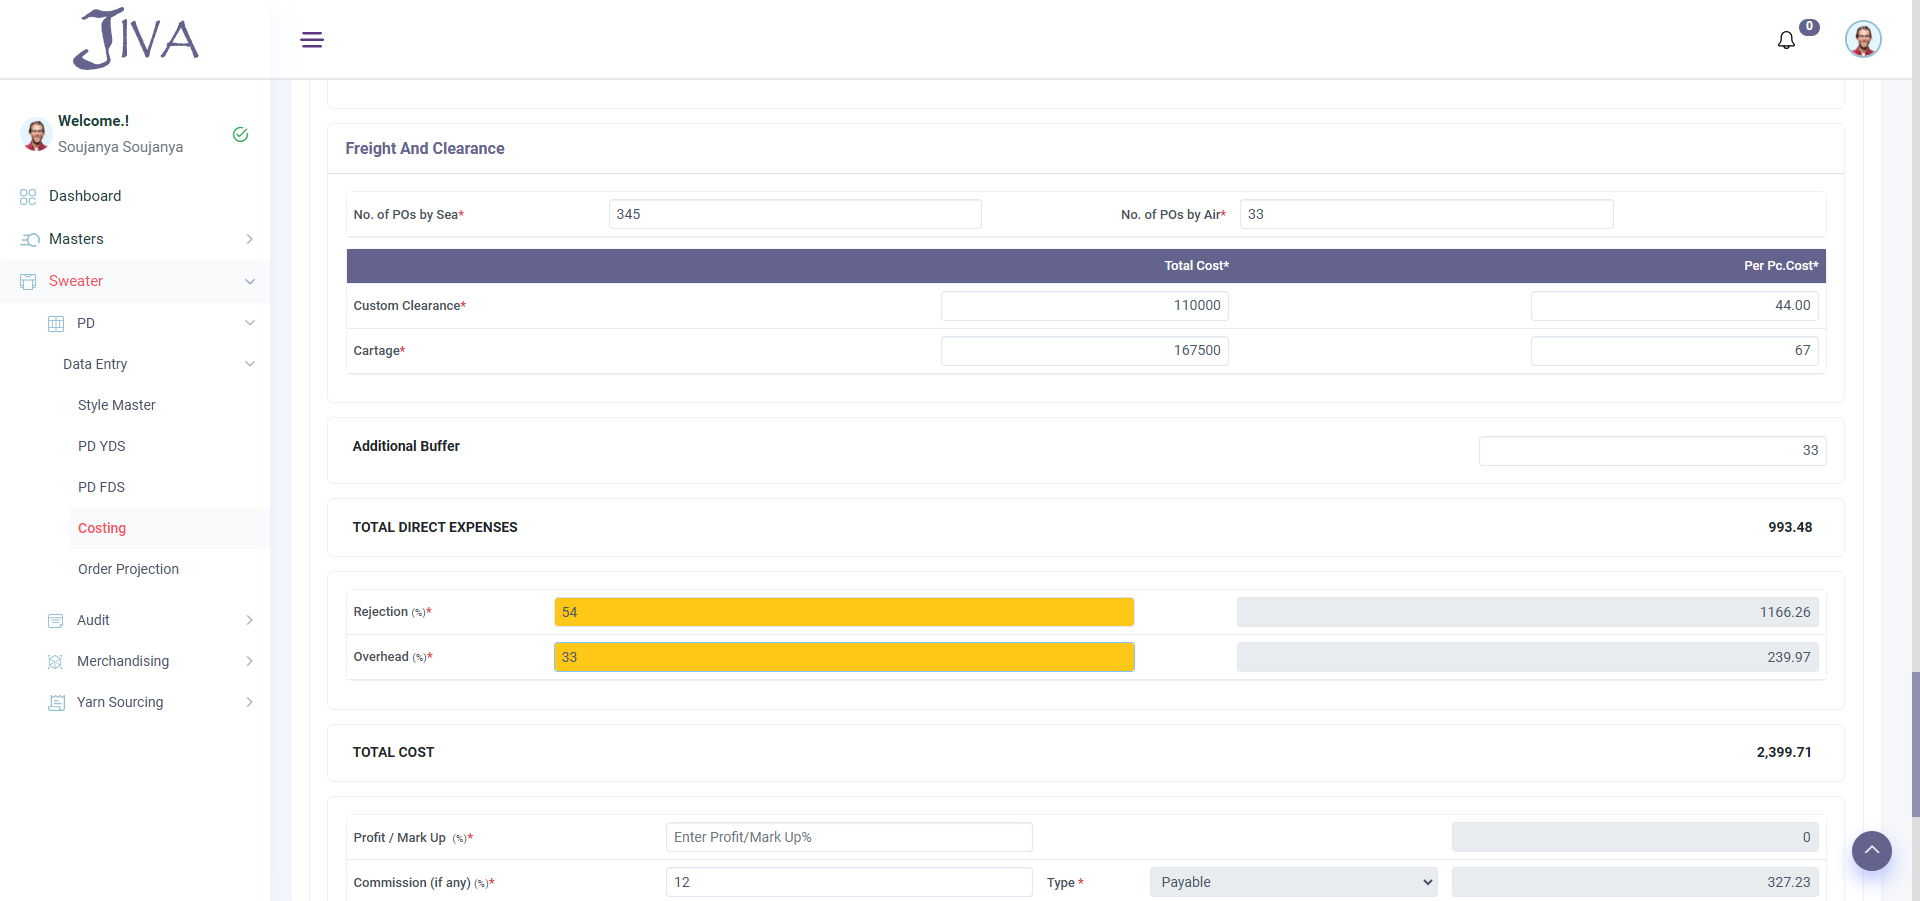 JIVA
0
Welcome.!
Soujanya Soujanya
Dashboard
Masters
Sweater
PD
Data Entry
Style Master
PD YDS
PD FDS
Costing
Order Projection
Audit
Merchandising
Yarn Sourcing
Freight And Clearance
No. of POs by Sea* 345 No. of POs by Air* 33
Total Cost* Per Pc.Cost*
Custom Clearance* 110000 44.00
Cartage* 167500 67
Additional Buffer 33
TOTAL DIRECT EXPENSES 993.48
Rejection (%)* 54 1166.26
Overhead (%)* 33 239.97
TOTAL COST 2,399.71
Profit / Mark Up (%)* Enter Profit/Mark Up% 0
Commission (if any) (%)* 12 Type * Payable 327.23